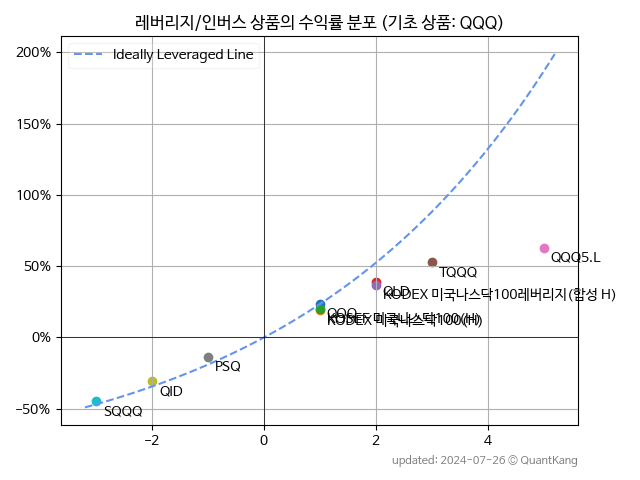 레버리지/인버스 상품의 수익률 분포 (기초 상품: QQQ)
Ideally Leveraged Line
200%
150%
100%
50%
0%
−50%
QQQ5.L
TQQQ
QLD
KODEX 미국나스닥100레버리지(합성 H)
QQQ
KODEX 미국나스닥100(H)
PSQ
QID
SQQQ
−2
0
2
4
updated: 2024-07-26 © QuantKang